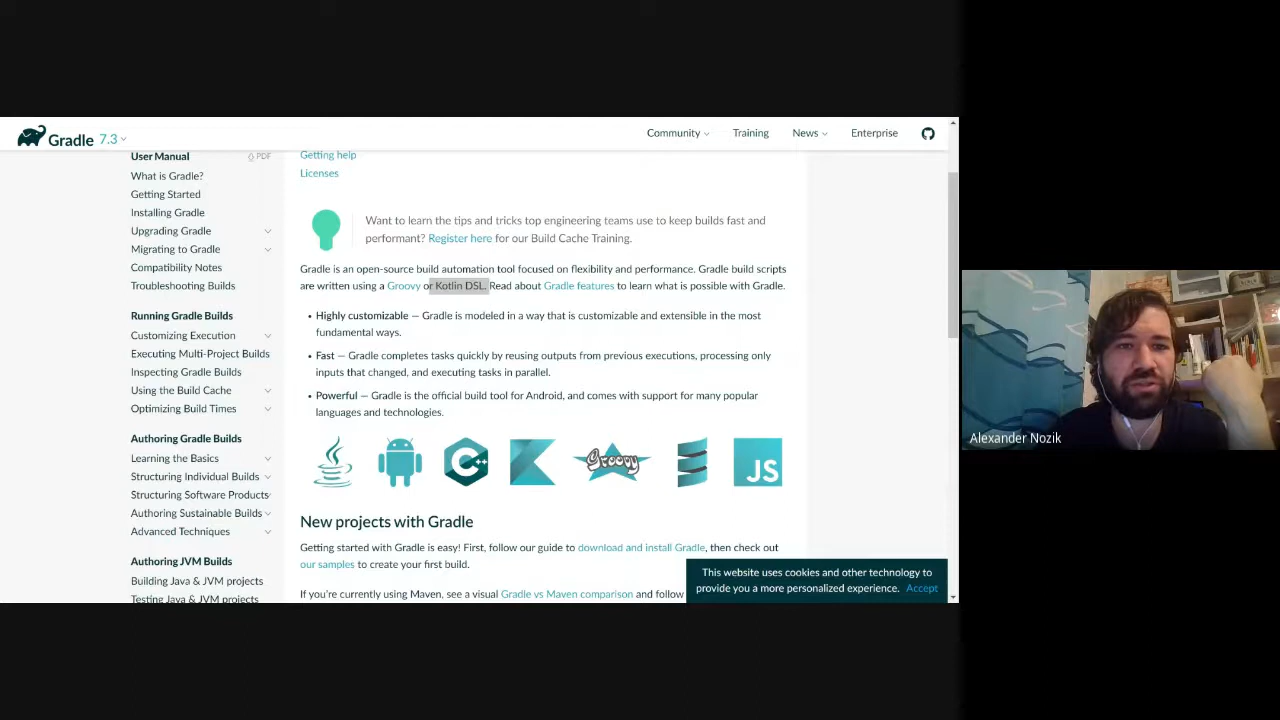 Gradle 7.3
Community
Training
News
Enterprise
User Manual
PDF
What is Gradle?
Getting Started
Installing Gradle
Upgrading Gradle
Migrating to Gradle
Compatibility Notes
Troubleshooting Builds
Running Gradle Builds
Customizing Execution
Executing Multi-Project Builds
Inspecting Gradle Builds
Using the Build Cache
Optimizing Build Times
Authoring Gradle Builds
Learning the Basics
Structuring Individual Builds
Structuring Software Products
Authoring Sustainable Builds
Advanced Techniques
Authoring JVM Builds
Building Java & JVM projects
Testing Java & JVM projects
Getting help
Licenses
Want to learn the tips and tricks top engineering teams use to keep builds fast and
performant? Register here for our Build Cache Training.
Gradle is an open-source build automation tool focused on flexibility and performance. Gradle build scripts
are written using a Groovy or Kotlin DSL. Read about Gradle features to learn what is possible with Gradle.
• Highly customizable — Gradle is modeled in a way that is customizable and extensible in the most
fundamental ways.
• Fast — Gradle completes tasks quickly by reusing outputs from previous executions, processing only
inputs that changed, and executing tasks in parallel.
• Powerful — Gradle is the official build tool for Android, and comes with support for many popular
languages and technologies.
C++
Groovy
JS
New projects with Gradle
Getting started with Gradle is easy! First, follow our guide to download and install Gradle, then check out
our samples to create your first build.
If you're currently using Maven, see a visual Gradle vs Maven comparison and follow
This website uses cookies and other technology to
provide you a more personalized experience. Accept
Alexander Nozik